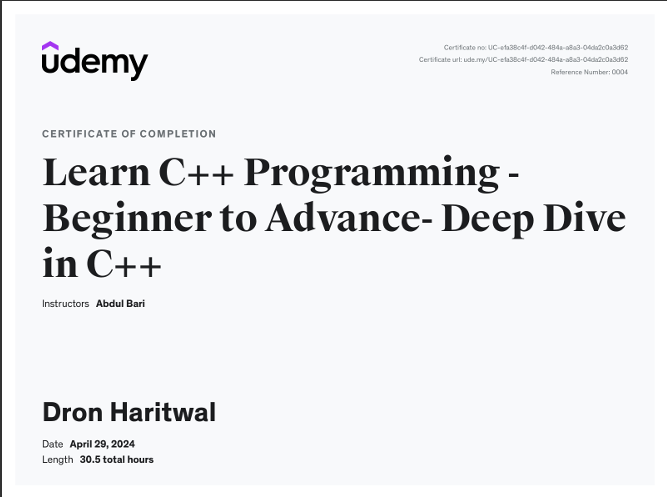 udemy
Certificate no: UC-efa38c4f-d042-484a-a8a3-04da2c0a3d62
Certificate url: ude.my/UC-efa38c4f-d042-484a-a8a3-04da2c0a3d62
Reference Number: 0004
CERTIFICATE OF COMPLETION
Learn C++ Programming -
Beginner to Advance- Deep Dive
in C++
Instructors Abdul Bari
Dron Haritwal
Date April 29, 2024
Length 30.5 total hours